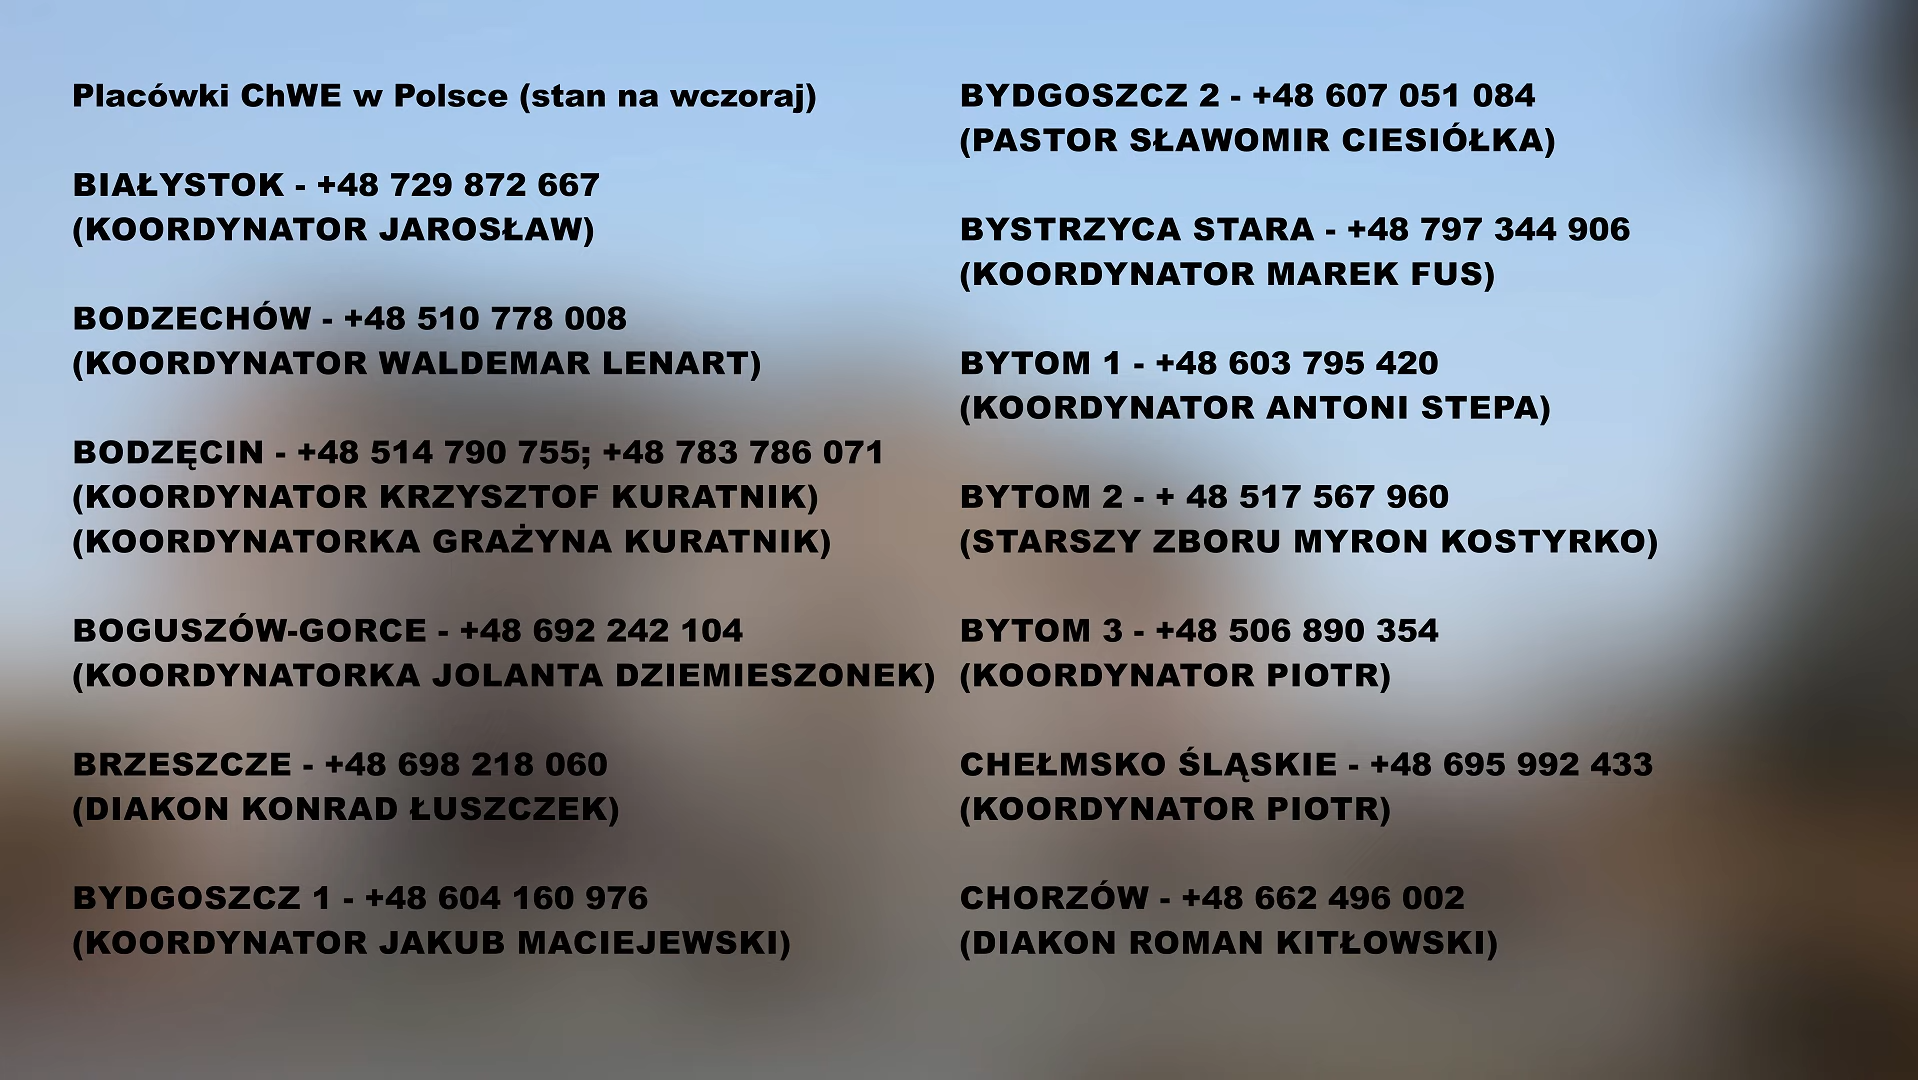 Placówki ChWE w Polsce (stan na wczoraj)
BIAŁYSTOK - +48 729 872 667
(KOORDYNATOR JAROSŁAW)
BODZECHÓW - +48 510 778 008
(KOORDYNATOR WALDEMAR LENART)
BODZĘCIN - +48 514 790 755; +48 783 786 071
(KOORDYNATOR KRZYSZTOF KURATNIK)
(KOORDYNATORKA GRAŻYNA KURATNIK)
BOGUSZÓW-GORCE - +48 692 242 104
(KOORDYNATORKA JOLANTA DZIEMIESZONEK)
BRZESZCZE - +48 698 218 060
(DIAKON KONRAD ŁUSZCZEK)
BYDGOSZCZ 1 - +48 604 160 976
(KOORDYNATOR JAKUB MACIEJEWSKI)
BYDGOSZCZ 2 - +48 607 051 084
(PASTOR SŁAWOMIR CIESIÓŁKA)
BYSTRZYCA STARA - +48 797 344 906
(KOORDYNATOR MAREK FUS)
BYTOM 1 - +48 603 795 420
(KOORDYNATOR ANTONI STEPA)
BYTOM 2 - + 48 517 567 960
(STARSZY ZBORU MYRON KOSTYRKO)
BYTOM 3 - +48 506 890 354
(KOORDYNATOR PIOTR)
CHEŁMSKO ŚLĄSKIE - +48 695 992 433
(KOORDYNATOR PIOTR)
CHORZÓW - +48 662 496 002
(DIAKON ROMAN KITŁOWSKI)